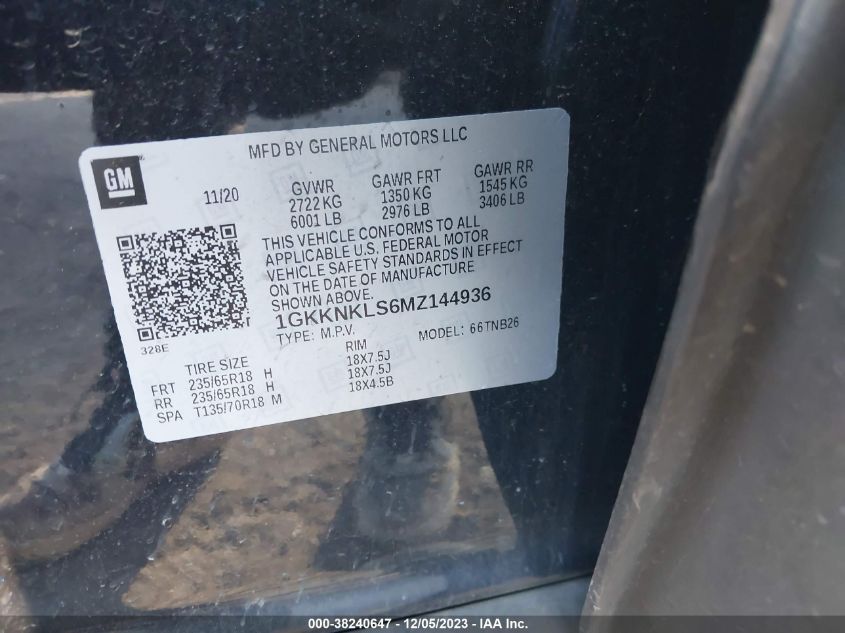 MFD BY GENERAL MOTORS LLC
GM
11/20
GVWR GAWR FRT GAWR RR
2722 KG 1350 KG 1545 KG
6001 LB 2976 LB 3406 LB
THIS VEHICLE CONFORMS TO ALL
APPLICABLE U.S. FEDERAL MOTOR
VEHICLE SAFETY STANDARDS IN EFFECT
ON THE DATE OF MANUFACTURE
SHOWN ABOVE.
1GKKNKLS6MZ144936
TYPE: M.P.V. MODEL: 66TNB26
328E
TIRE SIZE RIM
FRT 235/65R18 H 18X7.5J
RR 235/65R18 H 18X7.5J
SPA T135/70R18 M 18X4.5B
000-38240647 - 12/05/2023 - IAA Inc.